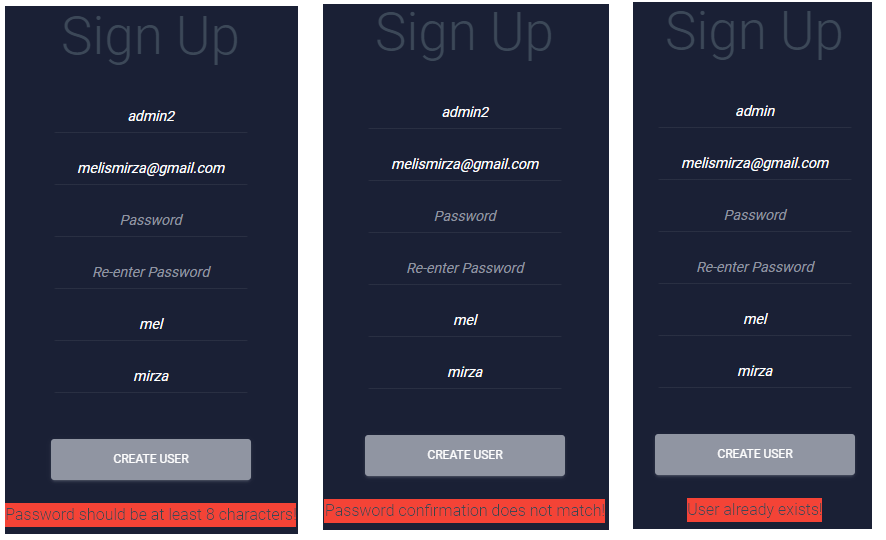 Sign Up
admin2
melismirza@gmail.com
Password
Re-enter Password
mel
mirza
CREATE USER
Password should be at least 8 characters!
Sign Up
admin2
melismirza@gmail.com
Password
Re-enter Password
mel
mirza
CREATE USER
Password confirmation does not match!
Sign Up
admin
melismirza@gmail.com
Password
Re-enter Password
mel
mirza
CREATE USER
User already exists!